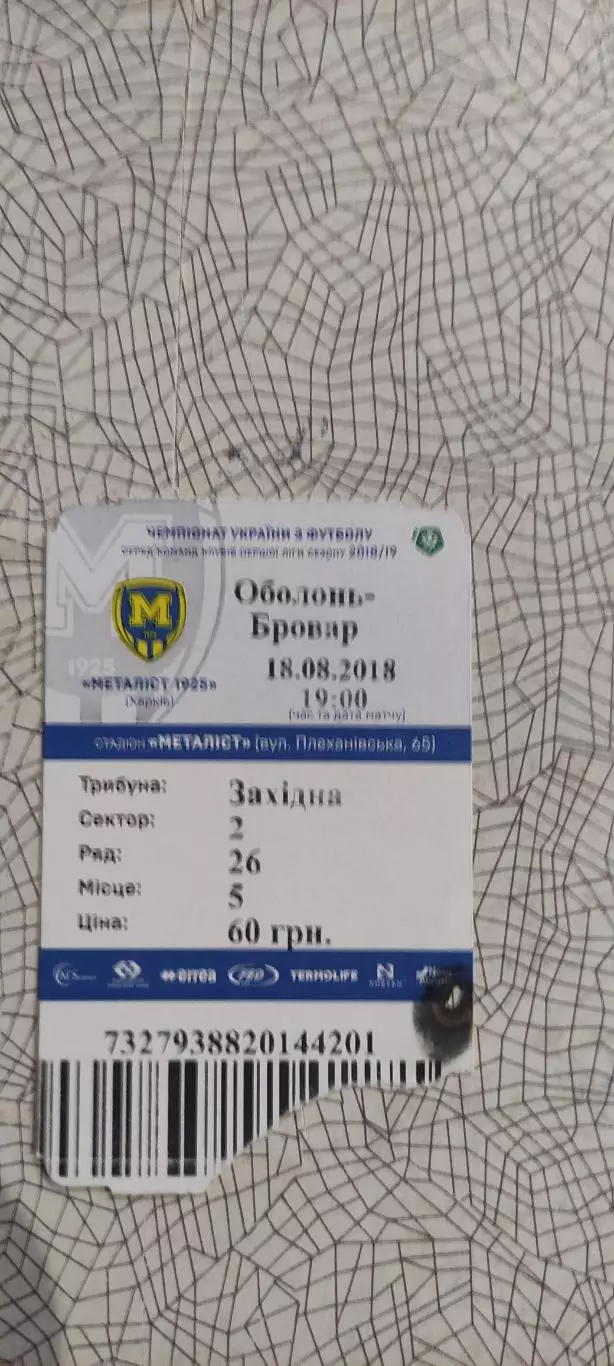 ЧЕМПІОНАТ УКРАЇНИ З ФУТБОЛУ
СЕРЕД КОМАНД КЛУБІВ ПЕРШОЇ ЛІГИ СЕЗОНУ 2018/19
M
1925
Оболонь-
Бровар
«МЕТАЛІСТ 1925»
(Харків)
18.08.2018
19:00
(час та дата матчу)
СТАДІОН «МЕТАЛІСТ» (вул. Плеханівська, 65)
Трибуна: Західна
Сектор: 2
Ряд: 26
Місце: 5
Ціна: 60 грн.
errea
PRO
TERMOLIFE
N
7327938820144201